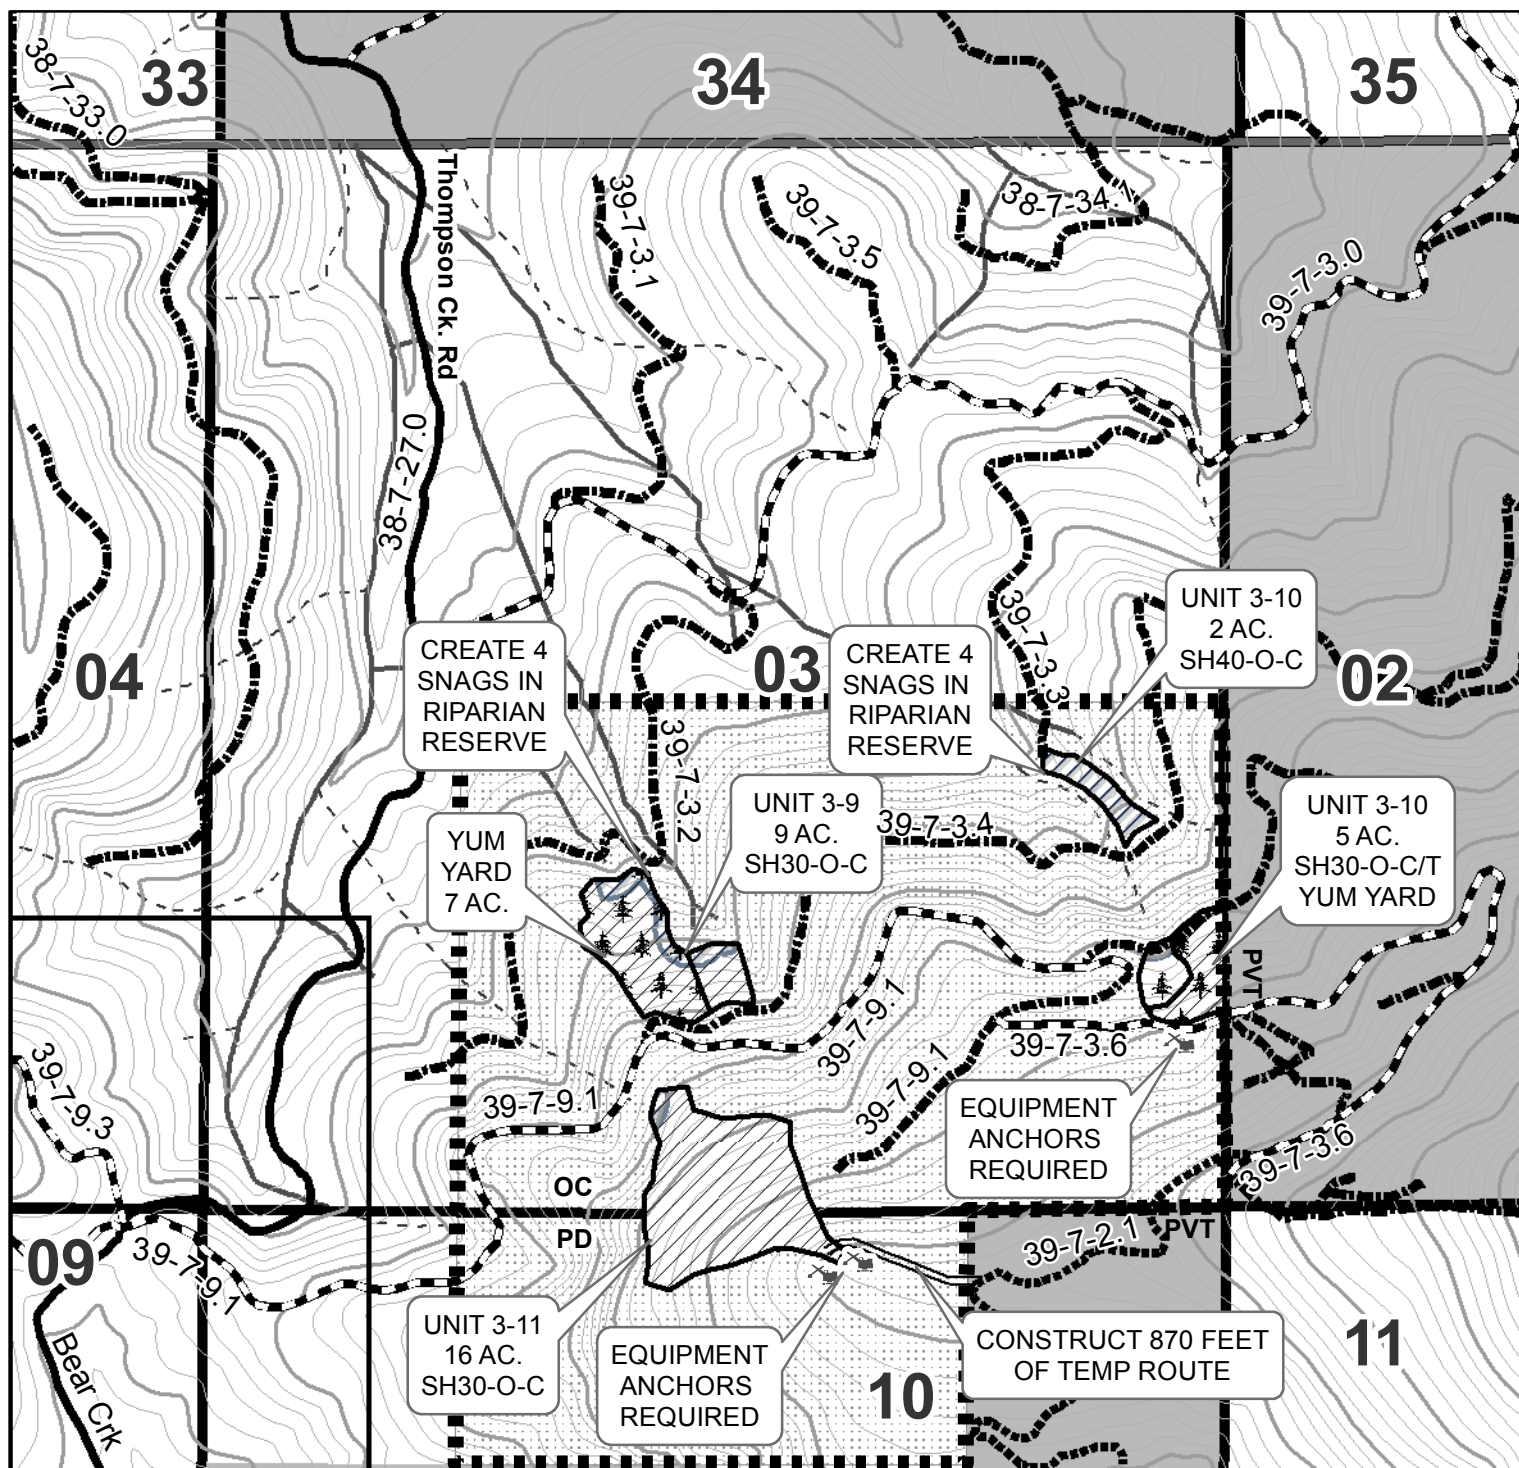 33
34
35
38-7-33.0
Thompson Ck. Rd
39-7-3.1
39-7-3.5
38-7-34.1
39-7-3.0
38-7-27.0
04
03
02
CREATE 4
SNAGS IN
RIPARIAN
RESERVE
CREATE 4
SNAGS IN
RIPARIAN
RESERVE
39-7-3.3
UNIT 3-10
2 AC.
SH40-O-C
39-7-3.2
YUM
YARD
7 AC.
UNIT 3-9
9 AC.
SH30-O-C
39-7-3.4
UNIT 3-10
5 AC.
SH30-O-C/T
YUM YARD
PVT
39-7-9.3
39-7-9.1
39-7-9.1
39-7-9.1
39-7-3.6
EQUIPMENT
ANCHORS
REQUIRED
39-7-3.6
OC
PD
PVT
39-7-2.1
09
39-7-9.1
Bear Crk
UNIT 3-11
16 AC.
SH30-O-C
EQUIPMENT
ANCHORS
REQUIRED
CONSTRUCT 870 FEET
OF TEMP ROUTE
10
11